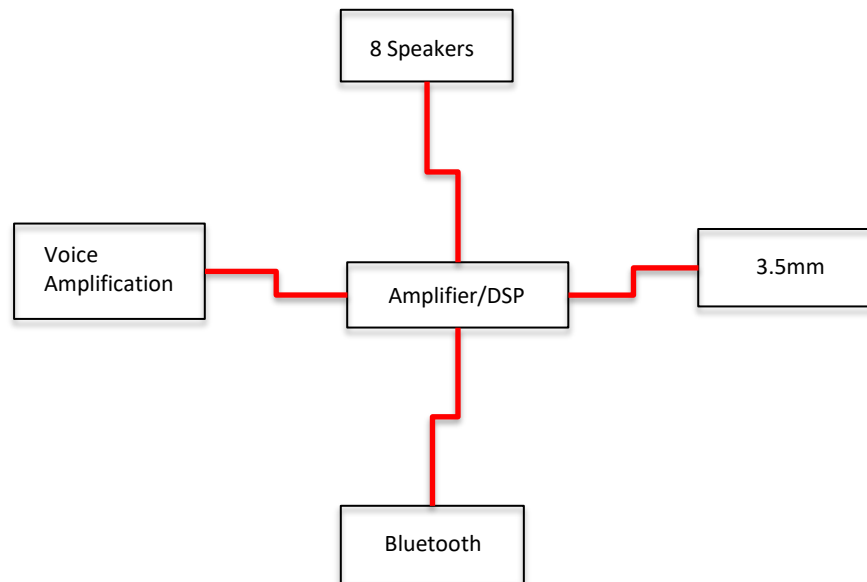 8 Speakers
Voice
Amplification
Amplifier/DSP
3.5mm
Bluetooth